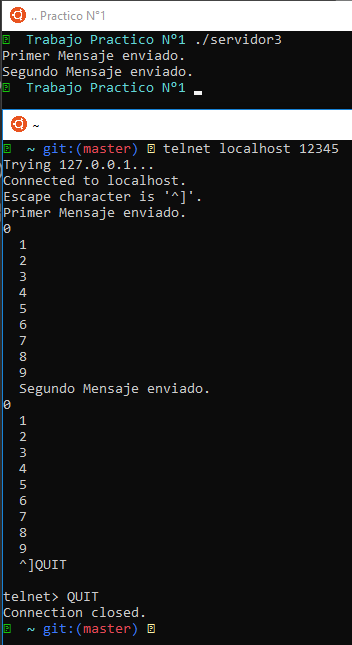 .. Practico N°1
Trabajo Practico N°1 ./servidor3
Primer Mensaje enviado.
Segundo Mensaje enviado.
Trabajo Practico N°1
~
~ git:(master) telnet localhost 12345
Trying 127.0.0.1...
Connected to localhost.
Escape character is '^]'.
Primer Mensaje enviado.
0
1
2
3
4
5
6
7
8
9
Segundo Mensaje enviado.
0
1
2
3
4
5
6
7
8
9
^]QUIT
telnet> QUIT
Connection closed.
~ git:(master)